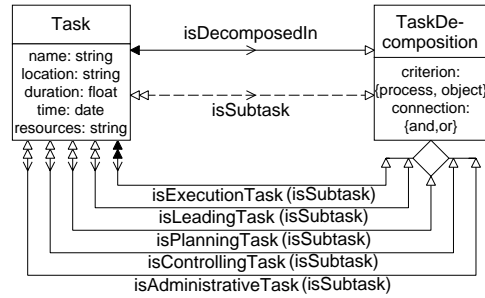 Task
name: string
location: string
duration: float
time: date
resources: string
isDecomposedIn
isSubtask
TaskDe-
composition
criterion:
{process, object}
connection:
{and,or}
isExecutionTask (isSubtask)
isLeadingTask (isSubtask)
isPlanningTask (isSubtask)
isControllingTask (isSubtask)
isAdministrativeTask (isSubtask)